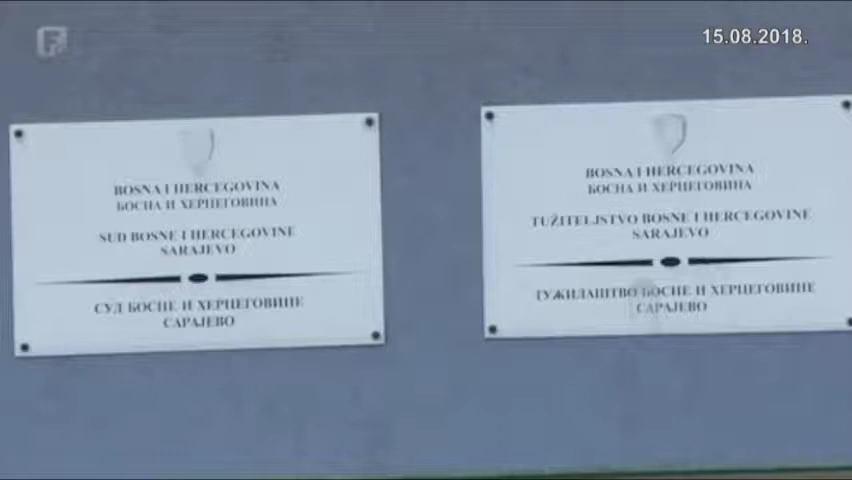 15.08.2018.
BOSNA I HERCEGOVINA
БОСНА И ХЕРЦЕГОВИНА
SUD BOSNE I HERCEGOVINE
SARAJEVO
СУД БОСНЕ И ХЕРЦЕГОВИНЕ
САРАЈЕВО
BOSNA I HERCEGOVINA
БОСНА И ХЕРЦЕГОВИНА
TUŽITELJSTVO BOSNE I HERCEGOVINE
SARAJEVO
ТУЖИЛАШТВО БОСНЕ И ХЕРЦЕГОВИНЕ
САРАЈЕВО